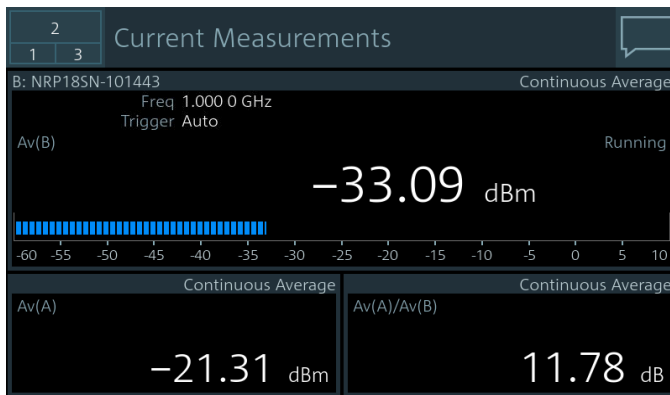 2
1 3
Current Measurements
B: NRP18SN-101443 Continuous Average
Freq 1.000 0 GHz
Trigger Auto
Av(B) Running
−33.09 dBm
-60 -55 -50 -45 -40 -35 -30 -25 -20 -15 -10 -5 0 5 10
Continuous Average
Av(A)
−21.31 dBm
Continuous Average
Av(A)/Av(B)
11.78 dB